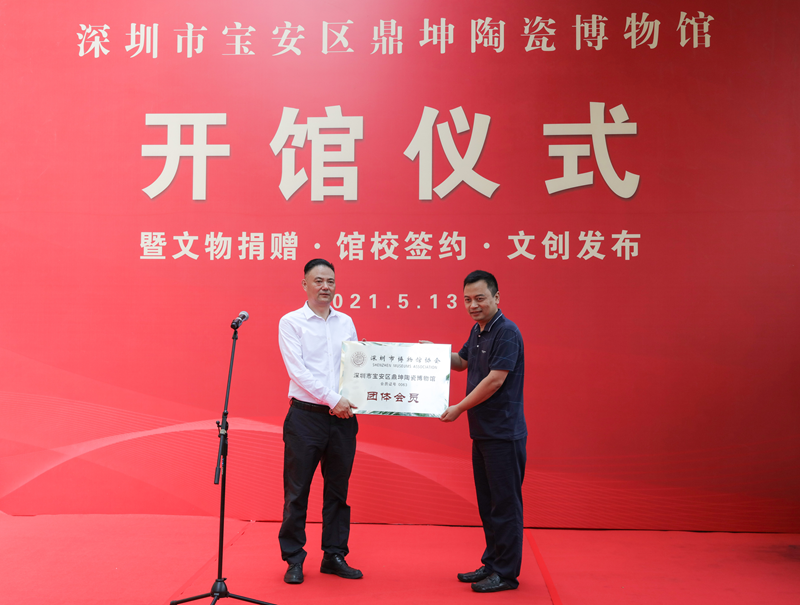 深圳市宝安区鼎坤陶瓷博物馆
开馆仪式
暨文物捐赠·馆校签约·文创发布
2021.5.13
深圳市博物馆协会
SHENZHEN MUSEUMS ASSOCIATION
深圳市宝安区鼎坤陶瓷博物馆
团体会员